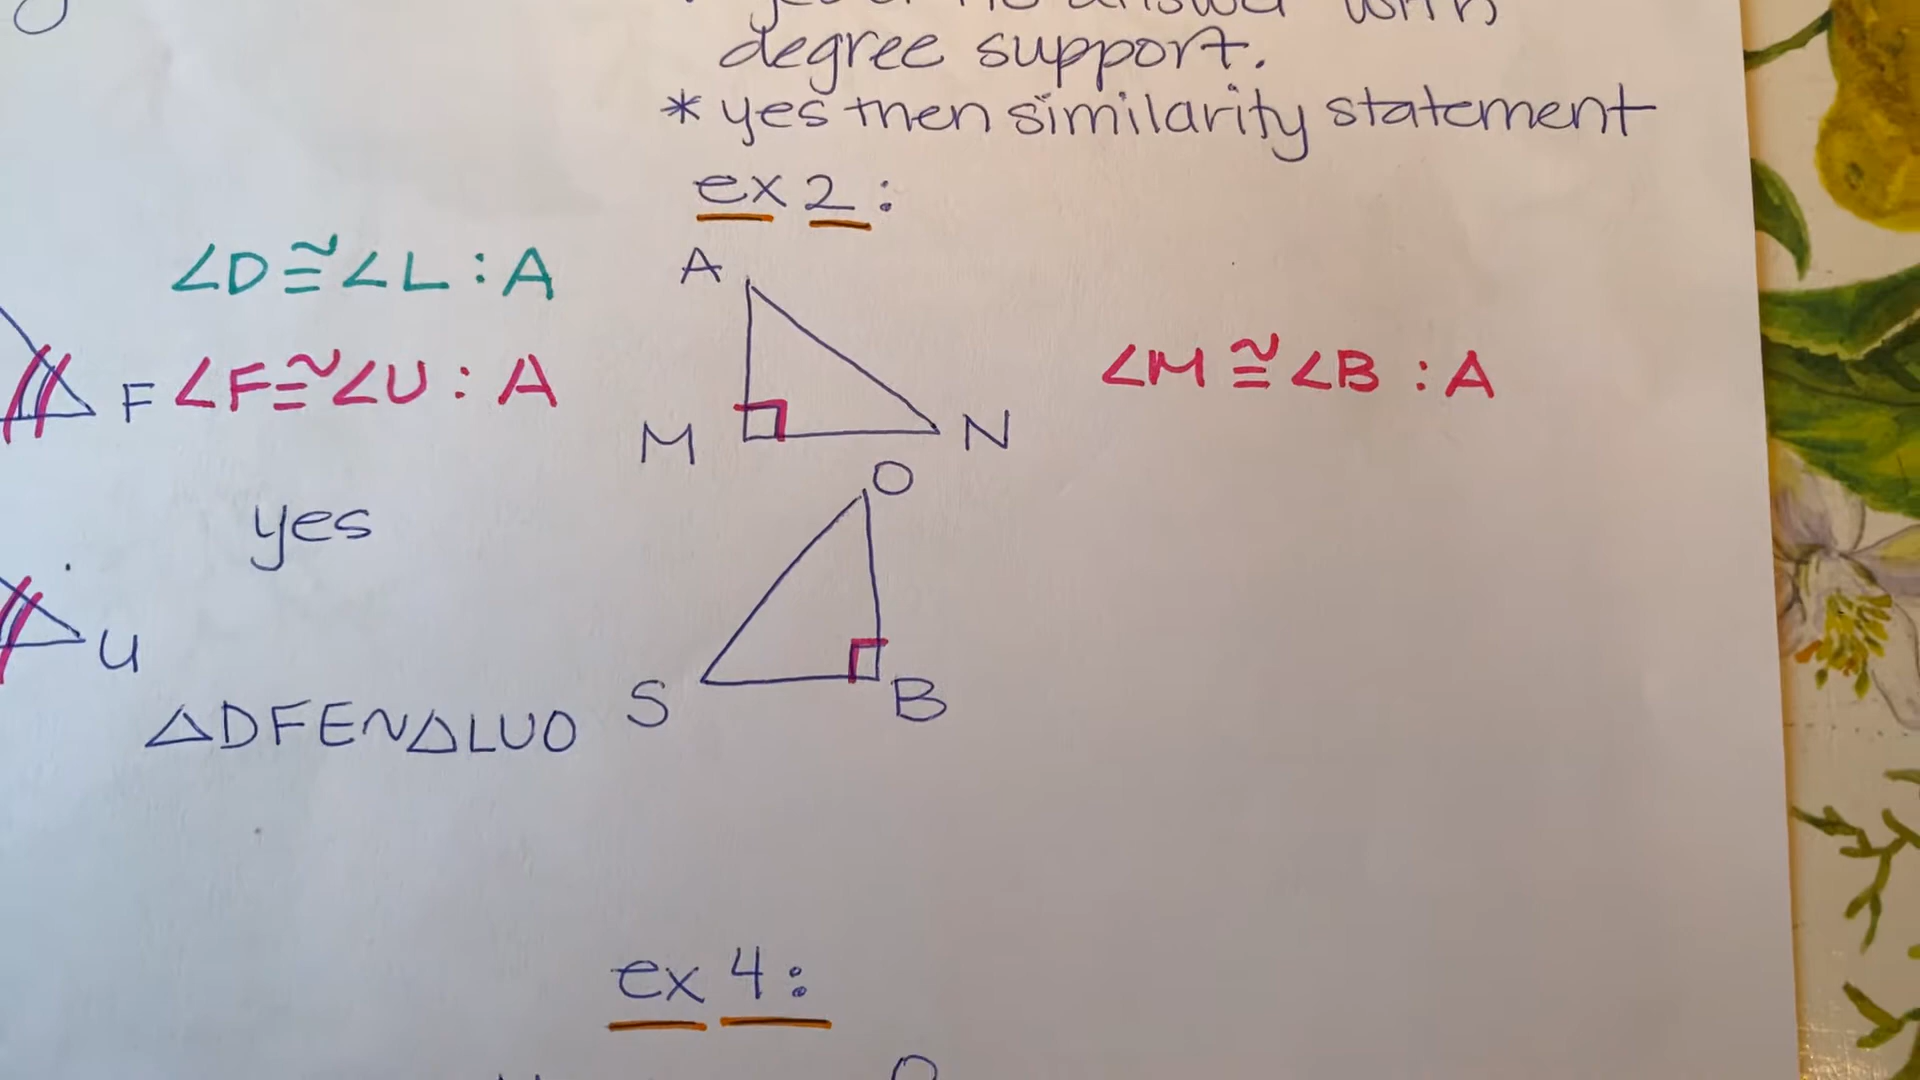 degree support.
* yes then similarity statement
ex 2:
∠D ≅ ∠L : A
∠F ≅ ∠U : A
F
yes
U
△DFE~△LUO
A
M
N
∠M ≅ ∠B : A
O
S
B
ex 4: